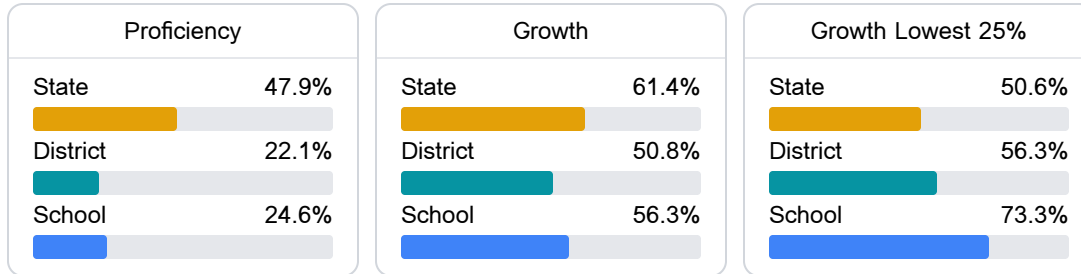 Proficiency
State 47.9%
District 22.1%
School 24.6%
Growth
State 61.4%
District 50.8%
School 56.3%
Growth Lowest 25%
State 50.6%
District 56.3%
School 73.3%